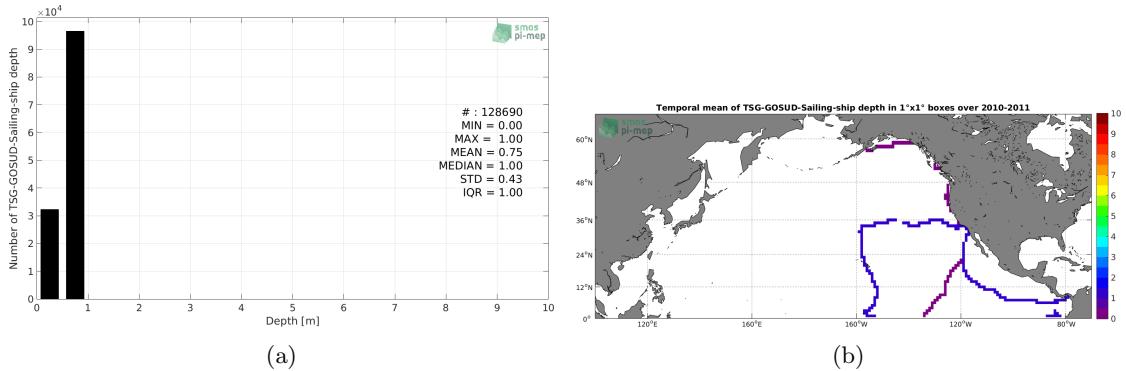 ×10⁴
smos
pi-mep
10
9
8
7
6
5
4
3
2
1
0
Number of TSG-GOSUD-Sailing-ship depth
# : 128690
MIN = 0.00
MAX = 1.00
MEAN = 0.75
MEDIAN = 1.00
STD = 0.43
IQR = 1.00
0 1 2 3 4 5 6 7 8 9 10
Depth [m]
(a)
Temporal mean of TSG-GOSUD-Sailing-ship depth in 1°x1° boxes over 2010-2011
smos
pi-mep
60°N
48°N
36°N
24°N
12°N
0°
120°E 160°E 160°W 120°W 80°W
10
9
8
7
6
5
4
3
2
1
0
(b)